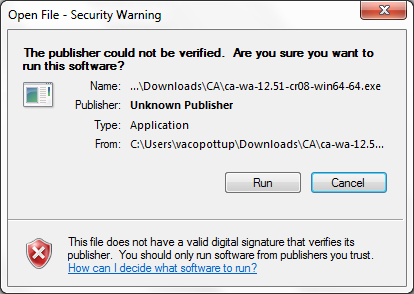 Open File - Security Warning
The publisher could not be verified.  Are you sure you want to
run this software?
Name: ...\Downloads\CA\ca-wa-12.51-cr08-win64-64.exe
Publisher: Unknown Publisher
Type: Application
From: C:\Users\vacopottup\Downloads\CA\ca-wa-12.5...
Run Cancel
This file does not have a valid digital signature that verifies its
publisher.  You should only run software from publishers you trust.
How can I decide what software to run?